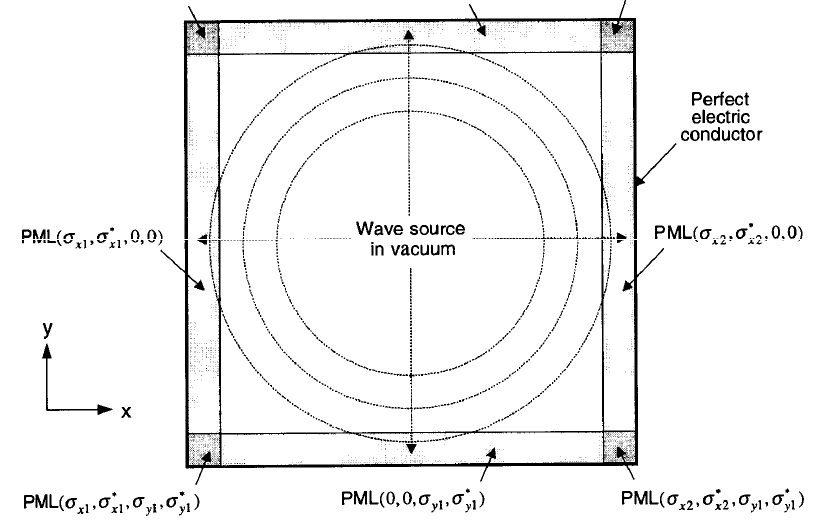 Perfect
electric
conductor
Wave source
in vacuum
PML(σx1,σ*x1,0,0)
PML(σx2,σ*x2,0,0)
y
x
PML(σx1,σ*x1,σy1,σ*y1)
PML(0,0,σy1,σ*y1)
PML(σx2,σ*x2,σy1,σ*y1)